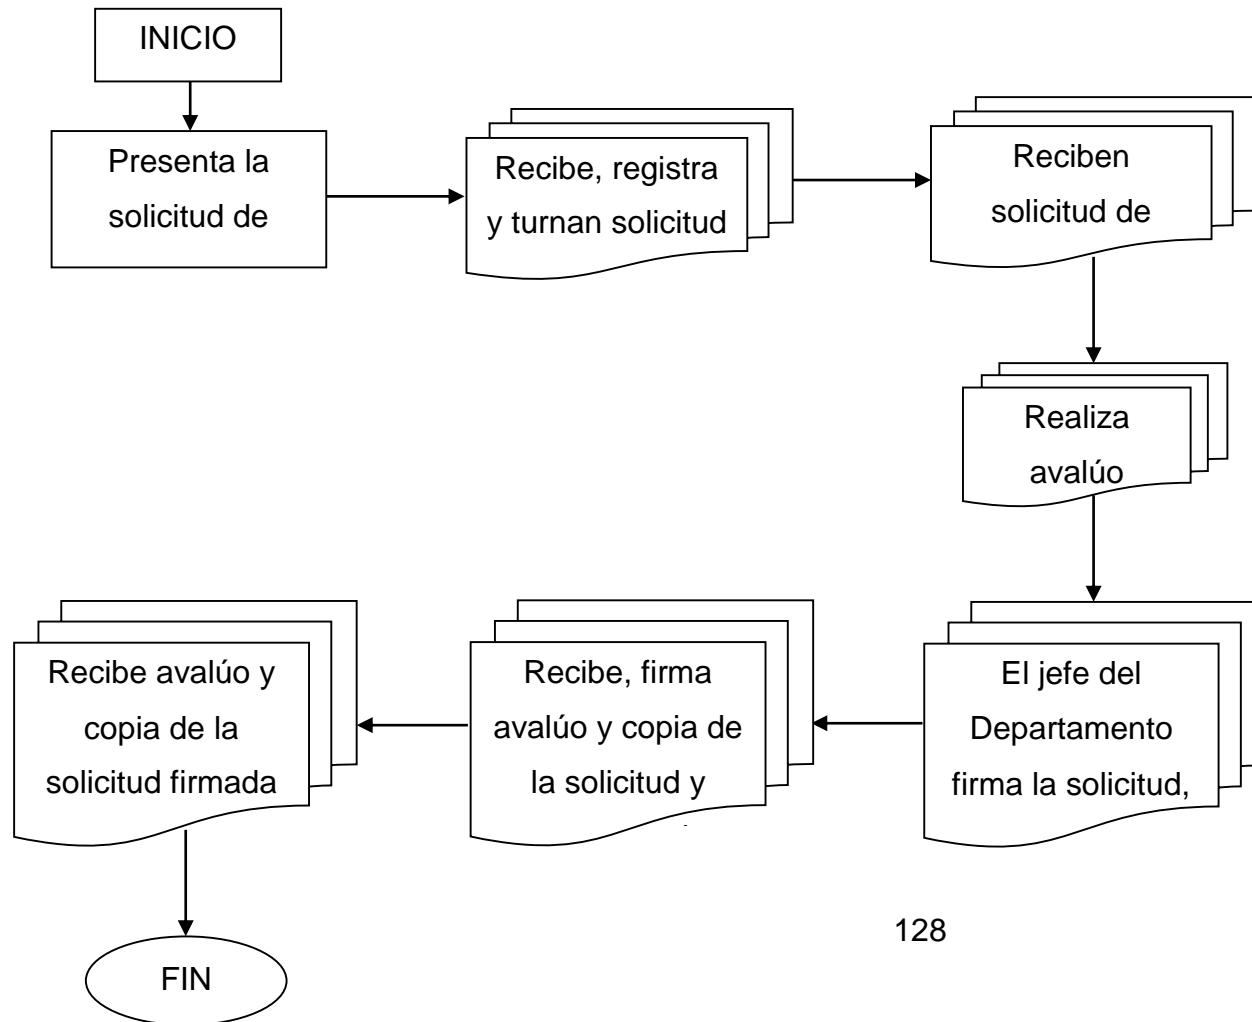 INICIO
Presenta la
solicitud de
Recibe, registra
y turnan solicitud
Reciben
solicitud de
Realiza
avalúo
El jefe del
Departamento
firma la solicitud,
Recibe, firma
avalúo y copia de
la solicitud y
Recibe avalúo y
copia de la
solicitud firmada
FIN
128